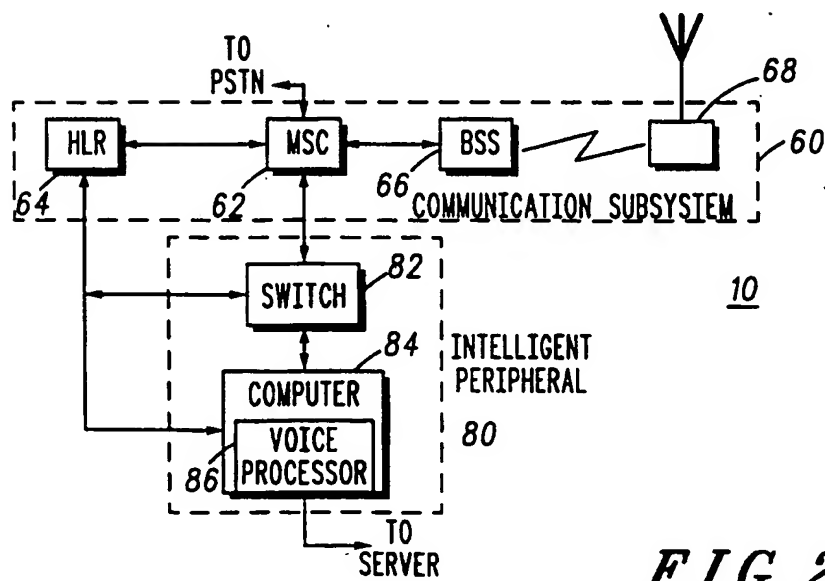 TO
PSTN
68
HLR
MSC
BSS
60
64
62
66
COMMUNICATION SUBSYSTEM
82
SWITCH
10
84
INTELLIGENT
PERIPHERAL
COMPUTER
80
VOICE
PROCESSOR
86
TO
SERVER
FIG. 2